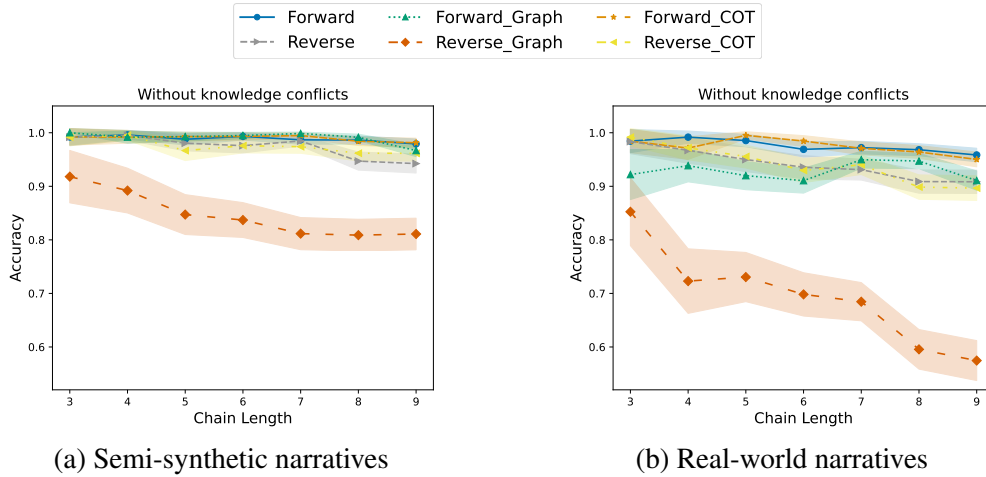 Forward
Forward_Graph
Forward_COT
Reverse
Reverse_Graph
Reverse_COT
Without knowledge conflicts
1.0
0.9
0.8
0.7
0.6
Accuracy
3 4 5 6 7 8 9
Chain Length
(a) Semi-synthetic narratives
Without knowledge conflicts
1.0
0.9
0.8
0.7
0.6
Accuracy
3 4 5 6 7 8 9
Chain Length
(b) Real-world narratives